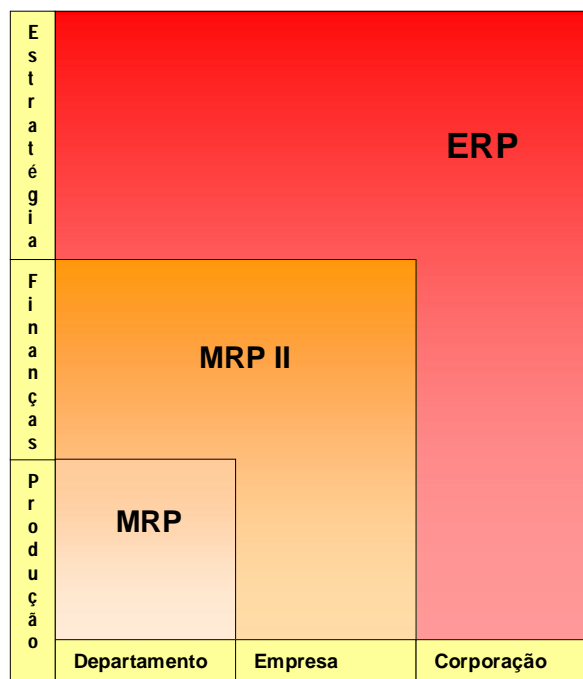 Estratégia
ERP
Finanças
MRP II
Produção
MRP
Departamento
Empresa
Corporação